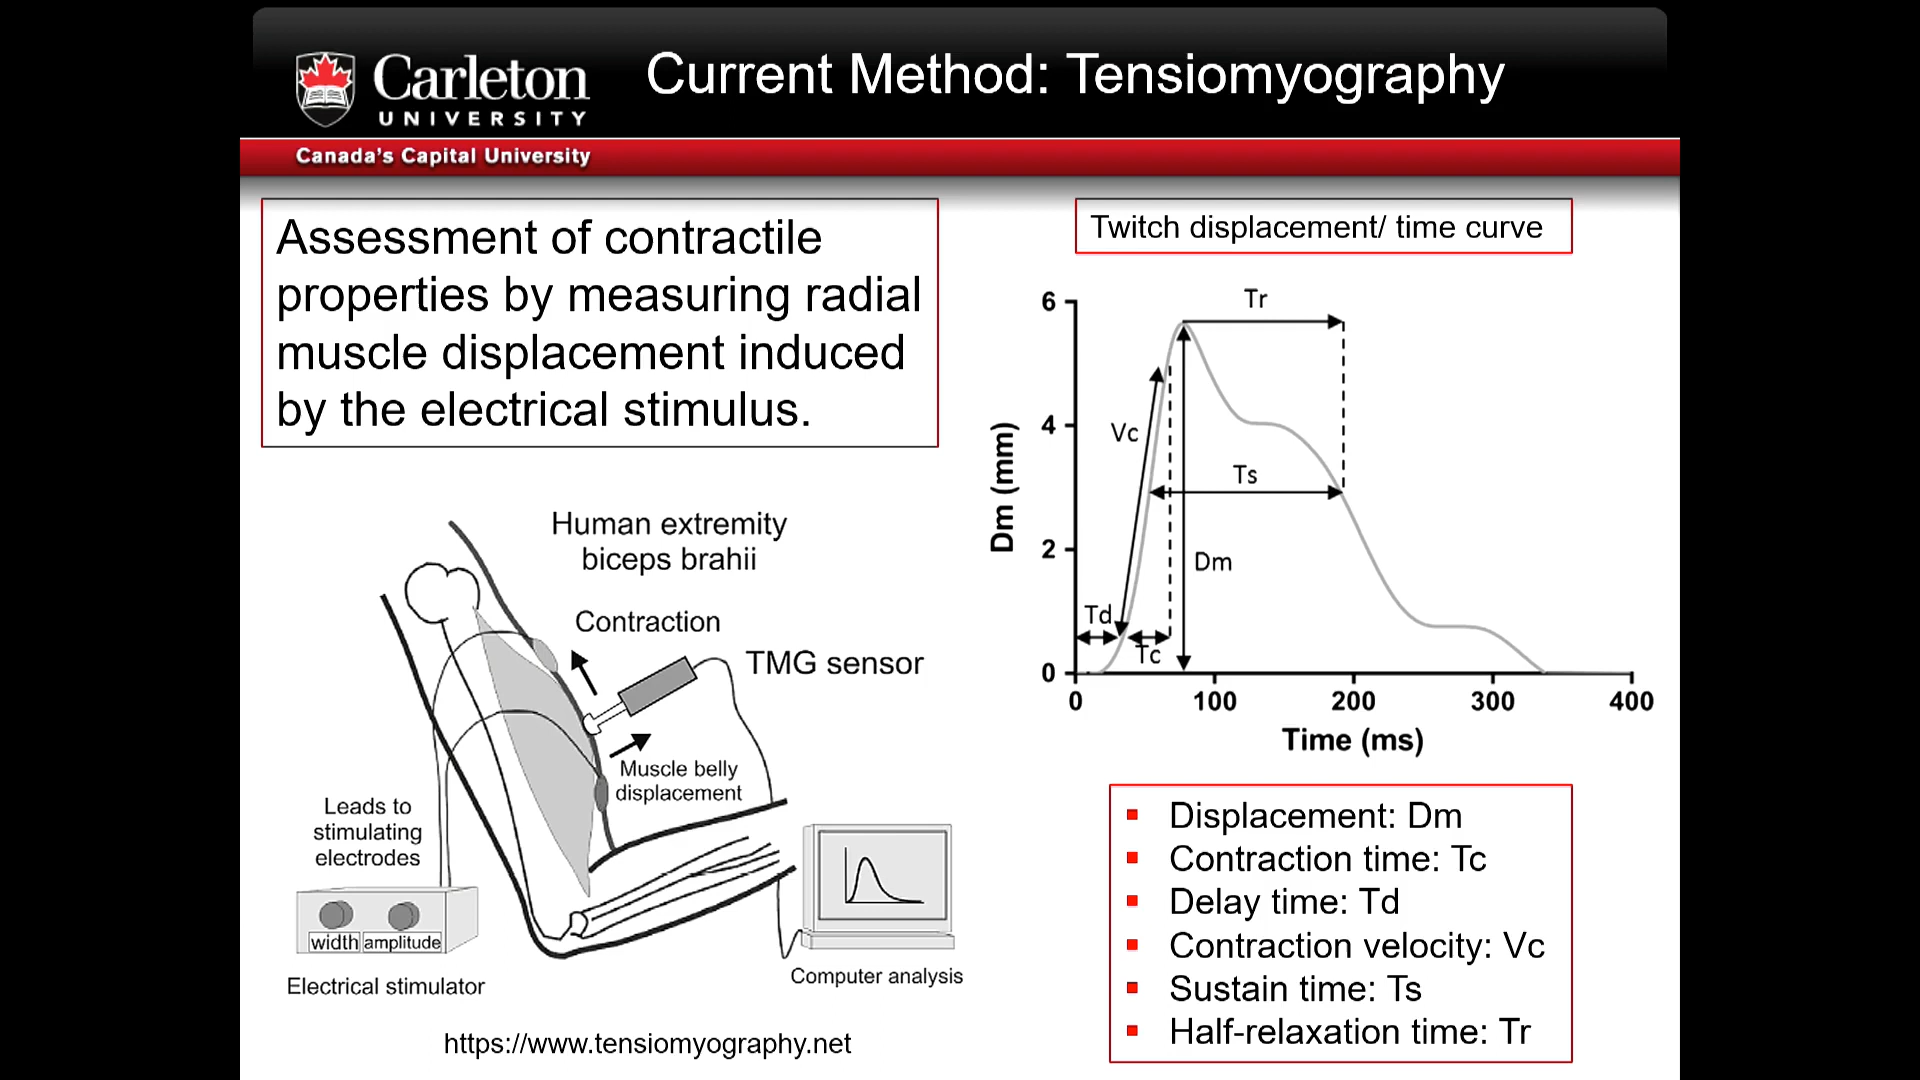 Carleton
UNIVERSITY
Canada's Capital University
Current Method: Tensiomyography
Assessment of contractile
properties by measuring radial
muscle displacement induced
by the electrical stimulus.
Human extremity
biceps brahii
Contraction
TMG sensor
Muscle belly
displacement
Leads to
stimulating
electrodes
width
amplitude
Electrical stimulator
Computer analysis
https://www.tensiomyography.net
Twitch displacement/ time curve
Dm (mm)
6
4
2
0
Tr
Vc
Ts
Dm
Td
Tc
0 100 200 300 400
Time (ms)
▪ Displacement: Dm
▪ Contraction time: Tc
▪ Delay time: Td
▪ Contraction velocity: Vc
▪ Sustain time: Ts
▪ Half-relaxation time: Tr